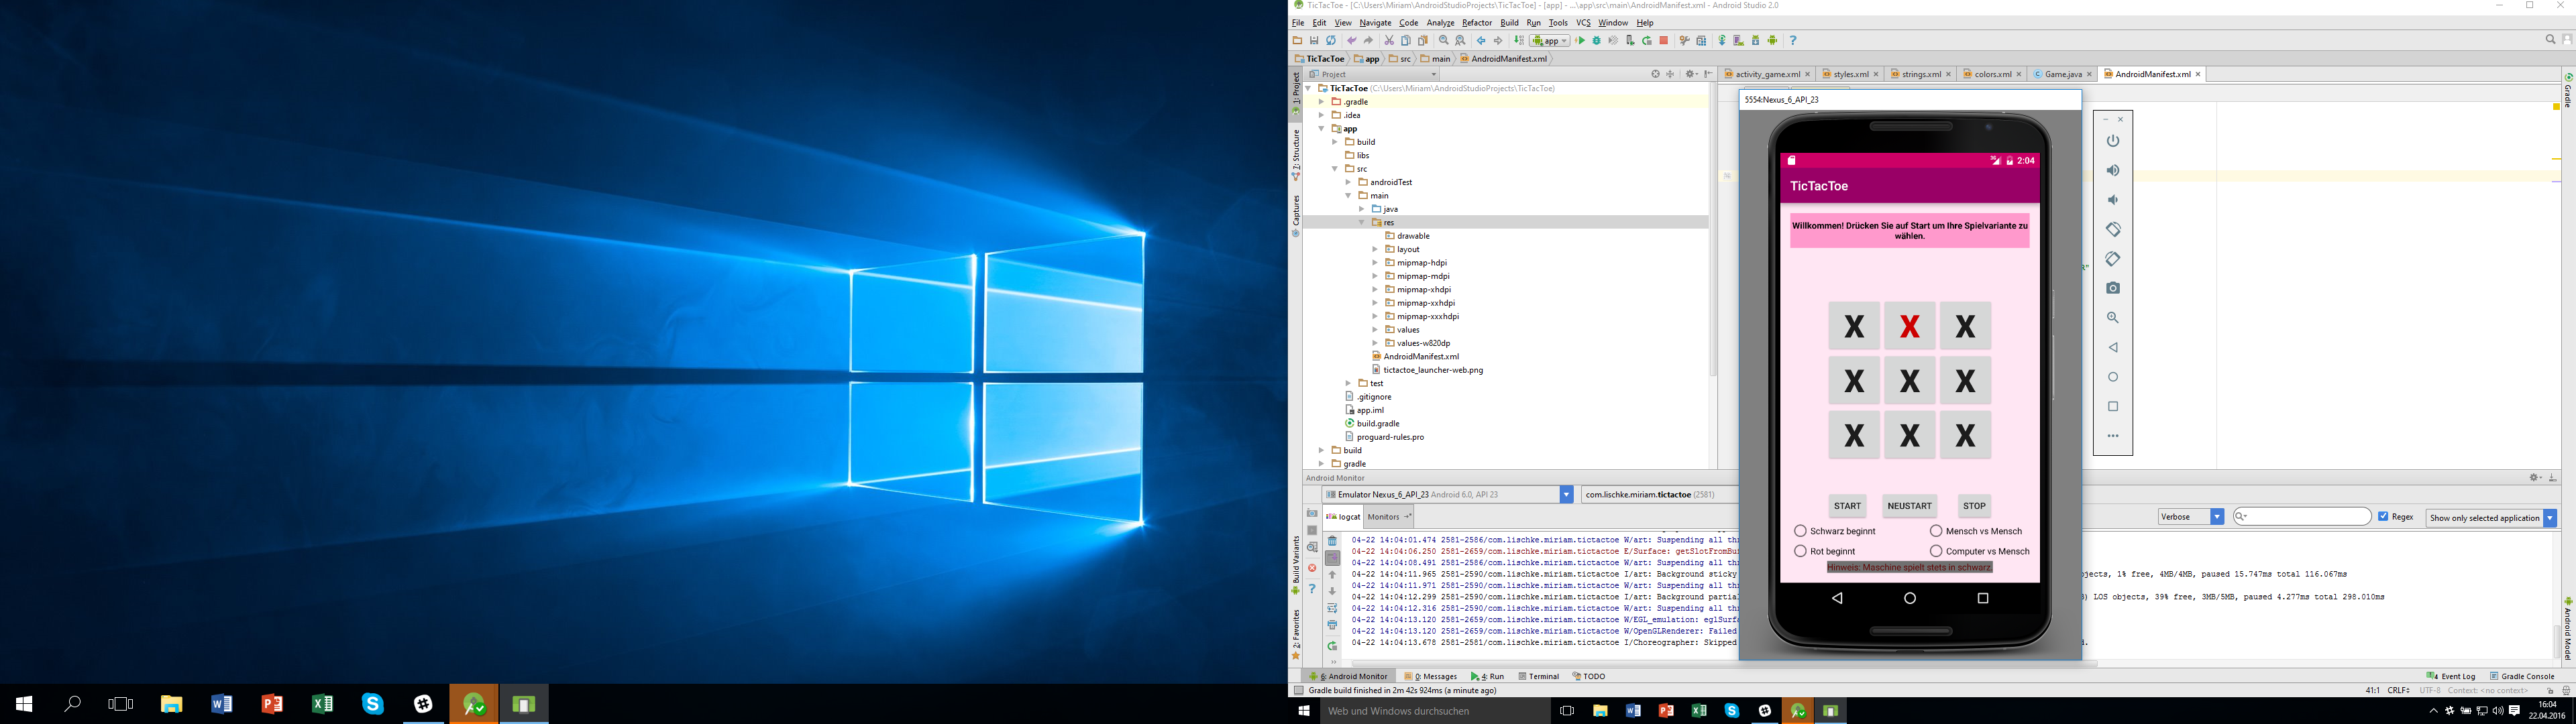 TicTacToe - [C:\Users\Miriam\AndroidStudioProjects\TicTacToe] - [app] - ...\app\src\main\AndroidManifest.xml - Android Studio 2.0
File Edit View Navigate Code Analyze Refactor Build Run Tools VCS Window Help
app
TicTacToe app src main AndroidManifest.xml
Project
activity_game.xml styles.xml strings.xml colors.xml Game.java AndroidManifest.xml
1: Project
7: Structure
Captures
Build Variants
2: Favorites
TicTacToe (C:\Users\Miriam\AndroidStudioProjects\TicTacToe)
.gradle
.idea
app
build
libs
src
androidTest
main
java
res
drawable
layout
mipmap-hdpi
mipmap-mdpi
mipmap-xhdpi
mipmap-xxhdpi
mipmap-xxxhdpi
values
values-w820dp
AndroidManifest.xml
tictactoe_launcher-web.png
test
.gitignore
app.iml
build.gradle
proguard-rules.pro
build
gradle
5554:Nexus_6_API_23
2:04
TicTacToe
Willkommen! Drücken Sie auf Start um Ihre Spielvariante zu
wählen.
X X X
X X X
X X X
START NEUSTART STOP
Schwarz beginnt Mensch vs Mensch
Rot beginnt Computer vs Mensch
Hinweis: Maschine spielt stets in schwarz.
Gradle
Android Model
Android Monitor
Emulator Nexus_6_API_23 Android 6.0, API 23
com.lischke.miriam.tictactoe (2581)
logcat Monitors
Verbose
Regex
Show only selected application
04-22 14:04:01.474 2581-2586/com.lischke.miriam.tictactoe W/art: Suspending all thr
04-22 14:04:06.250 2581-2659/com.lischke.miriam.tictactoe E/Surface: getSlotFromBu
04-22 14:04:08.491 2581-2586/com.lischke.miriam.tictactoe W/art: Suspending all thr
04-22 14:04:11.965 2581-2590/com.lischke.miriam.tictactoe I/art: Background sticky
jects, 1% free, 4MB/4MB, paused 15.747ms total 116.067ms
04-22 14:04:11.971 2581-2590/com.lischke.miriam.tictactoe W/art: Suspending all thr
04-22 14:04:12.299 2581-2590/com.lischke.miriam.tictactoe I/art: Background partial
) LOS objects, 39% free, 3MB/5MB, paused 4.277ms total 298.010ms
04-22 14:04:12.316 2581-2590/com.lischke.miriam.tictactoe W/art: Suspending all thr
04-22 14:04:13.120 2581-2659/com.lischke.miriam.tictactoe W/EGL_emulation: eglSurf
04-22 14:04:13.120 2581-2659/com.lischke.miriam.tictactoe W/OpenGLRenderer: Failed
04-22 14:04:13.678 2581-2581/com.lischke.miriam.tictactoe I/Choreographer: Skipped
d.
6: Android Monitor 0: Messages 4: Run Terminal TODO
4 Event Log Gradle Console
Gradle build finished in 2m 42s 924ms (a minute ago)
41:1 CRLF UTF-8 Context: <no context>
Web und Windows durchsuchen
16:04
22.04.2016